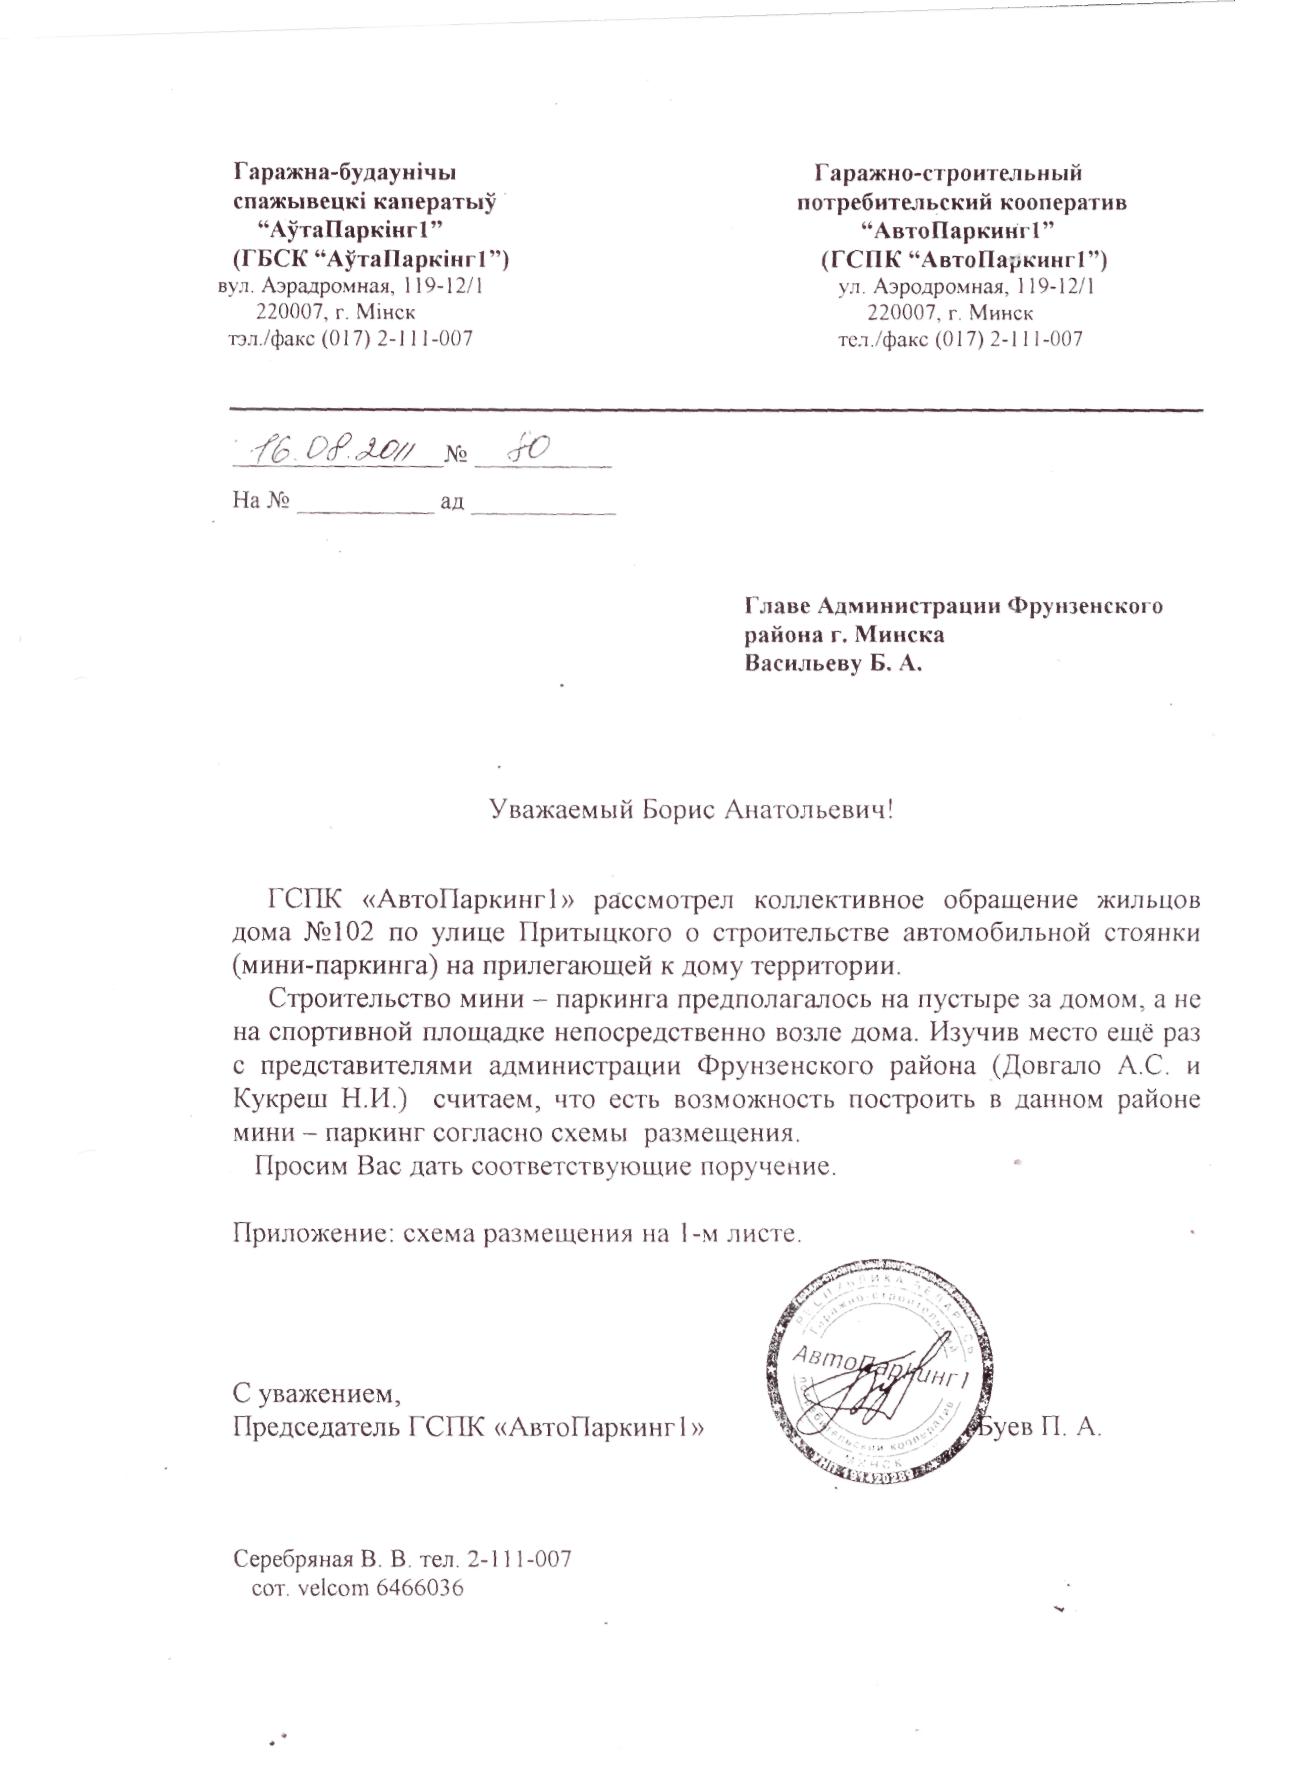 Гаражна-будаўнічы
спажывецкі каператыў
“АўтаПаркінг1”
(ГБСК “АўтаПаркінг1”)
вул. Аэрадромная, 119-12/1
220007, г. Мінск
тэл./факс (017) 2-111-007
Гаражно-строительный
потребительский кооператив
“АвтоПаркинг1”
(ГСПК “АвтоПаркинг1”)
ул. Аэродромная, 119-12/1
220007, г. Минск
тел./факс (017) 2-111-007
16.08.2011 № 80
На № ___________ ад ____________
Главе Администрации Фрунзенского
района г. Минска
Васильеву Б. А.
Уважаемый Борис Анатольевич!
ГСПК «АвтоПаркинг1» рассмотрел коллективное обращение жильцов
дома №102 по улице Притыцкого о строительстве автомобильной стоянки
(мини-паркинга) на прилегающей к дому территории.
Строительство мини – паркинга предполагалось на пустыре за домом, а не
на спортивной площадке непосредственно возле дома. Изучив место ещё раз
с представителями администрации Фрунзенского района (Довгало А.С. и
Кукреш Н.И.) считаем, что есть возможность построить в данном районе
мини – паркинг согласно схемы размещения.
Просим Вас дать соответствующие поручение.
Приложение: схема размещения на 1-м листе.
РЕСПУБЛИКА БЕЛАРУСЬ
Гаражно-строительный
АвтоПаркинг1
потребительский кооператив
г. МИНСК
УНП 191420289
С уважением,
Председатель ГСПК «АвтоПаркинг1» Буев П. А.
Серебряная В. В. тел. 2-111-007
сот. velcom 6466036